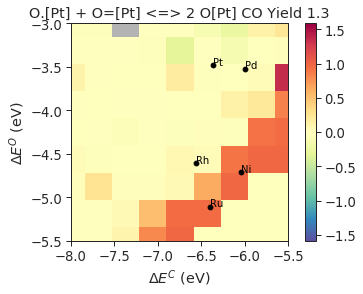 O.[Pt] + O=[Pt] <=> 2 O[Pt] CO Yield 1.3
−3.0
−3.5
−4.0
−4.5
−5.0
−5.5
ΔE^O (eV)
Pt
Pd
Rh
Ni
Ru
−8.0 −7.5 −7.0 −6.5 −6.0 −5.5
ΔE^C (eV)
1.5
1.0
0.5
0.0
−0.5
−1.0
−1.5